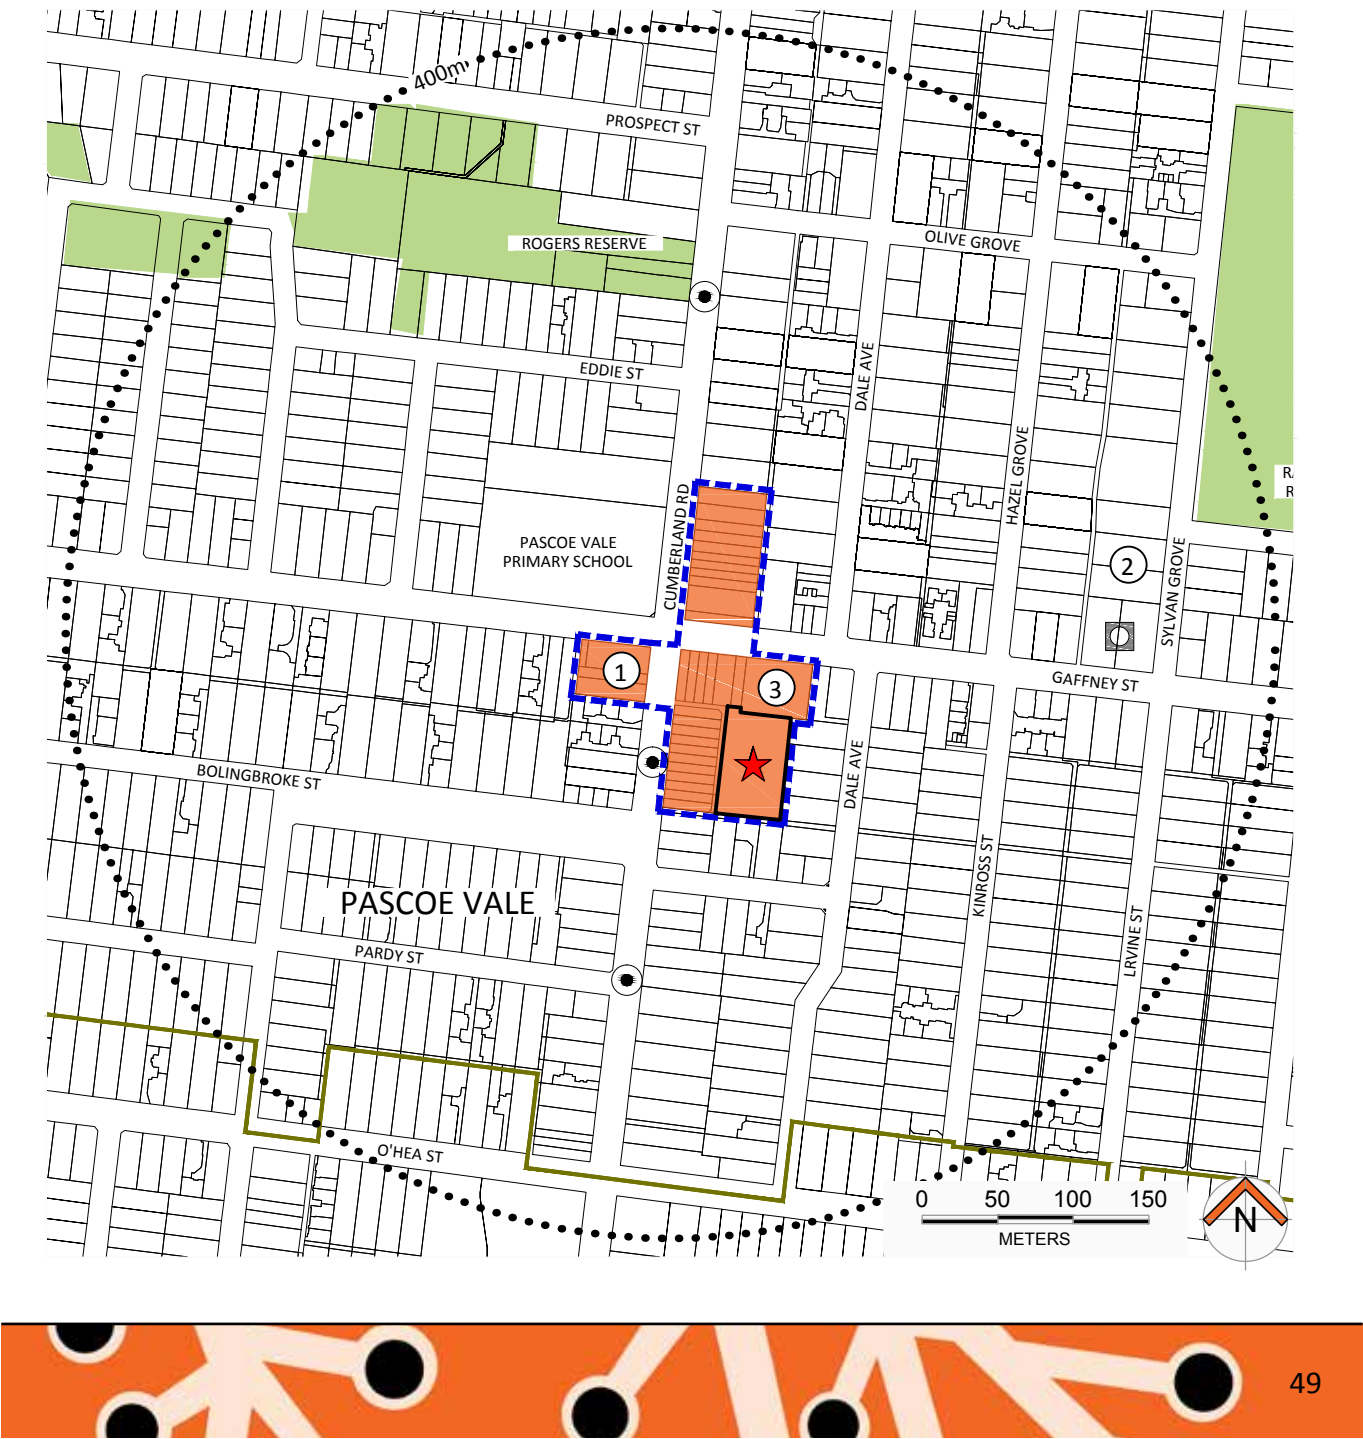 400m
PROSPECT ST
OLIVE GROVE
ROGERS RESERVE
EDDIE ST
DALE AVE
HAZEL GROVE
R
R
CUMBERLAND RD
PASCOE VALE
PRIMARY SCHOOL
2
SYLVAN GROVE
1
3
GAFFNEY ST
BOLINGBROKE ST
DALE AVE
KINROSS ST
PASCOE VALE
LRVINE ST
PARDY ST
O'HEA ST
0 50 100 150
METERS
N
49